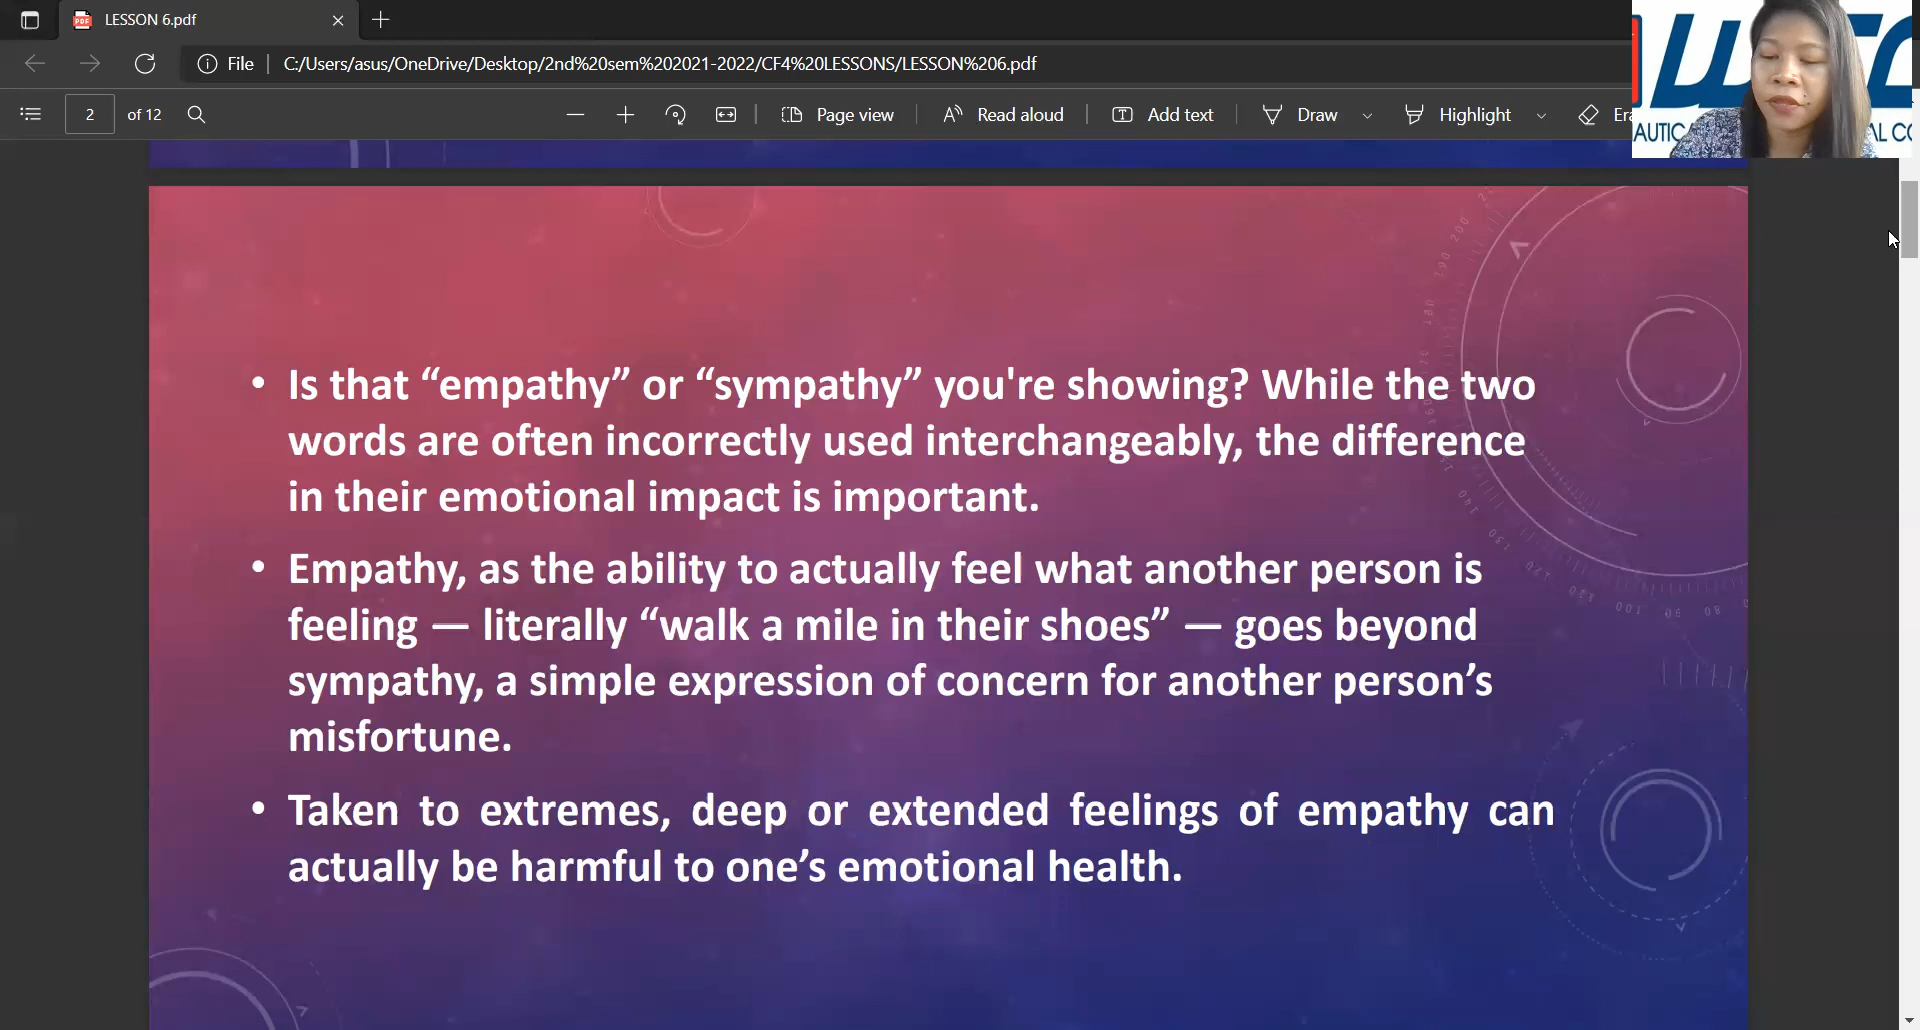 LESSON 6.pdf
File
C:/Users/asus/OneDrive/Desktop/2nd%20sem%202021-2022/CF4%20LESSONS/LESSON%206.pdf
2 of 12
Page view
Read aloud
Add text
Draw
Highlight
• Is that “empathy” or “sympathy” you're showing? While the two
words are often incorrectly used interchangeably, the difference
in their emotional impact is important.
• Empathy, as the ability to actually feel what another person is
feeling — literally “walk a mile in their shoes” — goes beyond
sympathy, a simple expression of concern for another person’s
misfortune.
• Taken to extremes, deep or extended feelings of empathy can
actually be harmful to one’s emotional health.